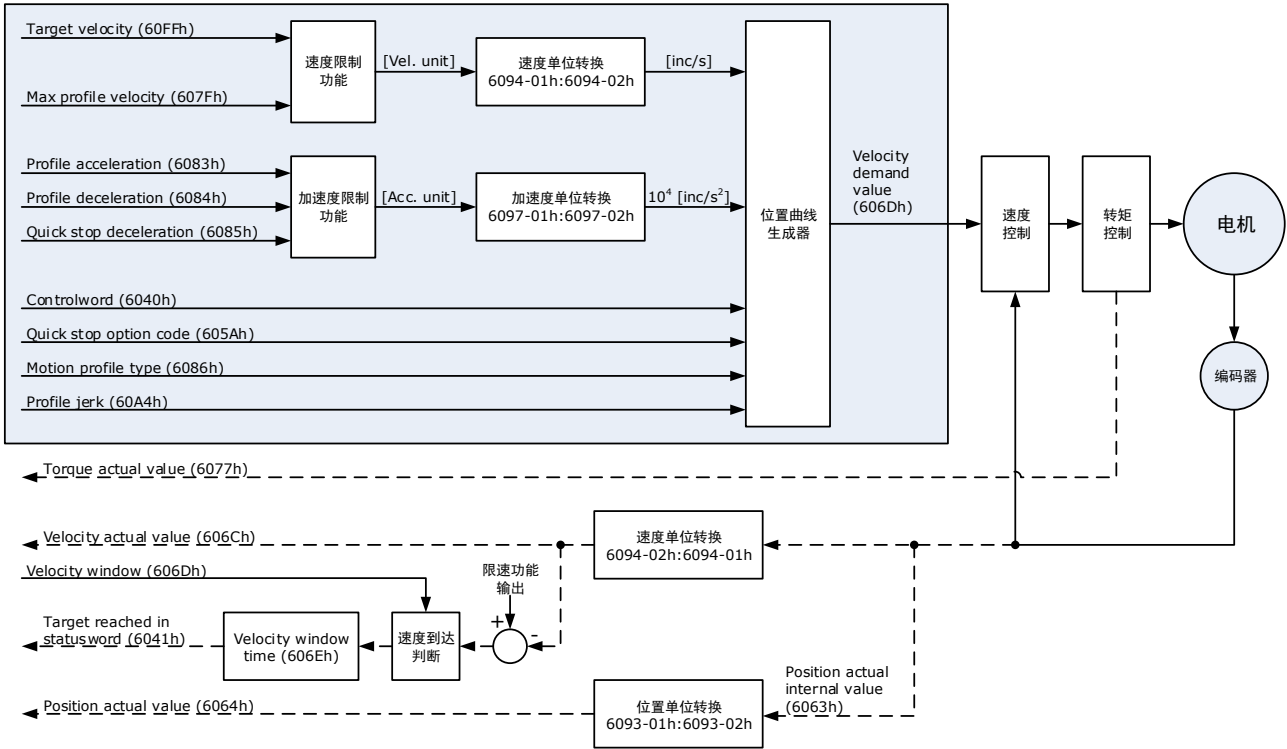 Target velocity (60FFh)
速度限制
功能
[Vel. unit]
速度单位转换
6094-01h:6094-02h
[inc/s]
Max profile velocity (607Fh)
Profile acceleration (6083h)
Profile deceleration (6084h)
Quick stop deceleration (6085h)
加速度限制
功能
[Acc. unit]
加速度单位转换
6097-01h:6097-02h
10⁴ [inc/s²]
位置曲线
生成器
Velocity
demand
value
(606Dh)
速度
控制
转矩
控制
电机
Controlword (6040h)
Quick stop option code (605Ah)
Motion profile type (6086h)
Profile jerk (60A4h)
编码器
Torque actual value (6077h)
Velocity actual value (606Ch)
速度单位转换
6094-02h:6094-01h
Velocity window (606Dh)
限速功能
输出
+
-
Target reached in
statusword (6041h)
Velocity window
time (606Eh)
速度到达
判断
Position actual
internal value
(6063h)
Position actual value (6064h)
位置单位转换
6093-01h:6093-02h